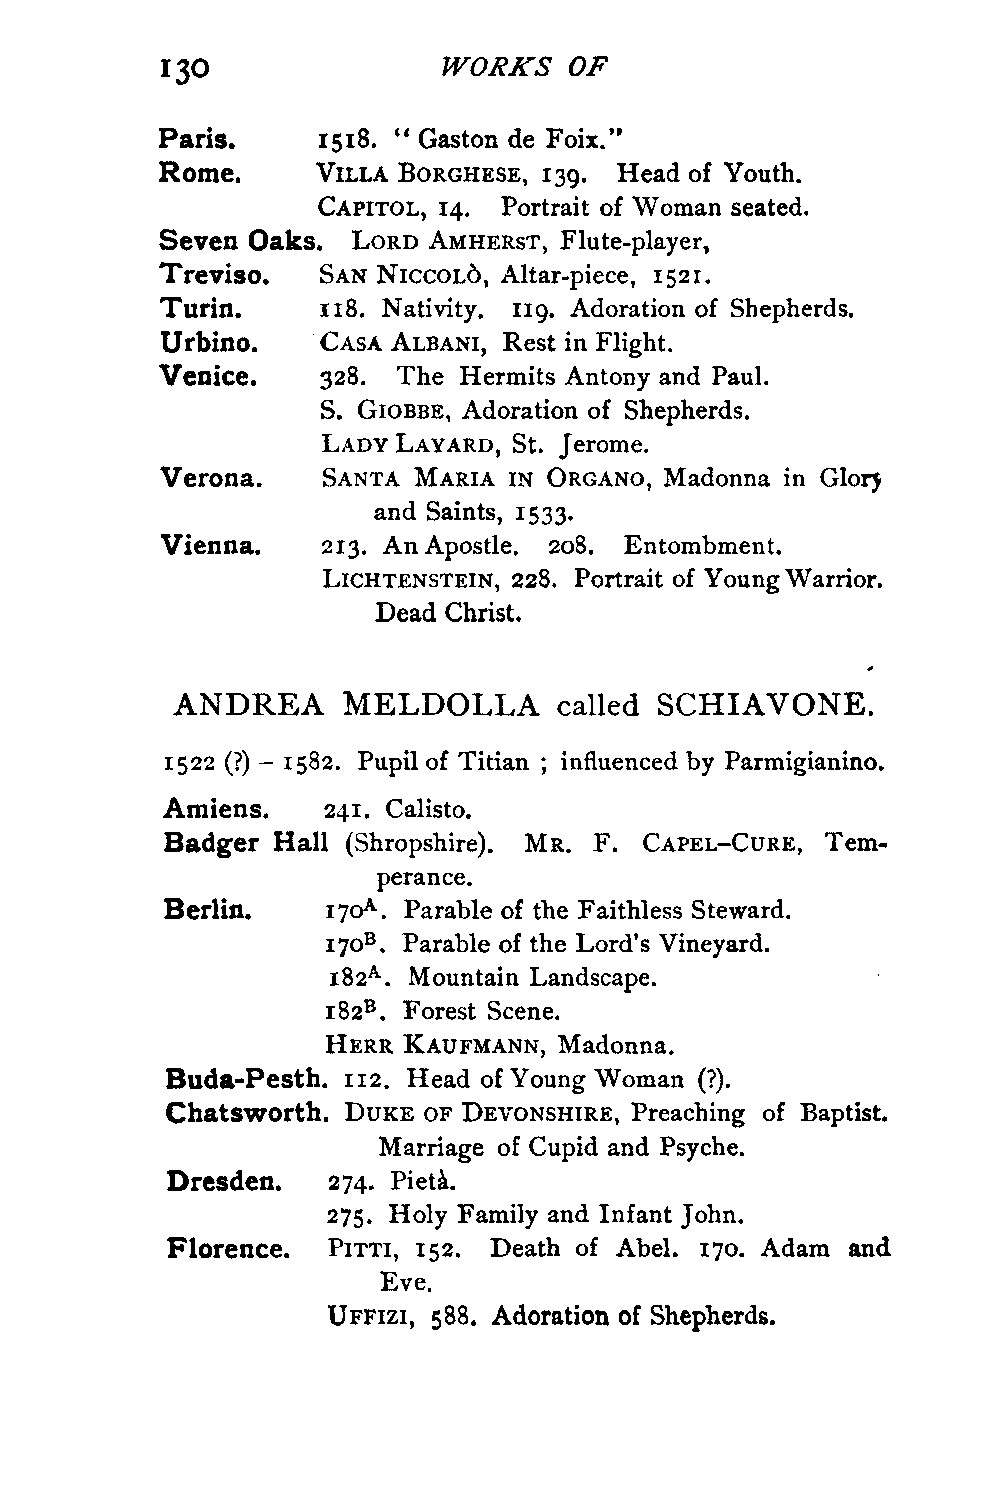 130 WORKS OF
Paris. 1518. "Gaston de Foix."
Rome. VILLA BORGHESE, 139. Head of Youth.
CAPITOL, 14. Portrait of Woman seated.
Seven Oaks. LORD AMHERST, Flute-player,
Treviso. SAN NICCOLÒ, Altar-piece, 1521.
Turin. 118. Nativity. 119. Adoration of Shepherds.
Urbino. CASA ALBANI, Rest in Flight.
Venice. 328. The Hermits Antony and Paul.
S. GIOBBE, Adoration of Shepherds.
LADY LAYARD, St. Jerome.
Verona. SANTA MARIA IN ORGANO, Madonna in Glory
and Saints, 1533.
Vienna. 213. An Apostle. 208. Entombment.
LICHTENSTEIN, 228. Portrait of Young Warrior.
Dead Christ.
ANDREA MELDOLLA called SCHIAVONE.
1522 (?) – 1582. Pupil of Titian ; influenced by Parmigianino.
Amiens. 241. Calisto.
Badger Hall (Shropshire). MR. F. CAPEL-CURE, Tem-
perance.
Berlin. 170A. Parable of the Faithless Steward.
170B. Parable of the Lord's Vineyard.
182A. Mountain Landscape.
182B. Forest Scene.
HERR KAUFMANN, Madonna.
Buda-Pesth. 112. Head of Young Woman (?).
Chatsworth. DUKE OF DEVONSHIRE, Preaching of Baptist.
Marriage of Cupid and Psyche.
Dresden. 274. Pietà.
275. Holy Family and Infant John.
Florence. PITTI, 152. Death of Abel. 170. Adam and
Eve.
UFFIZI, 588. Adoration of Shepherds.